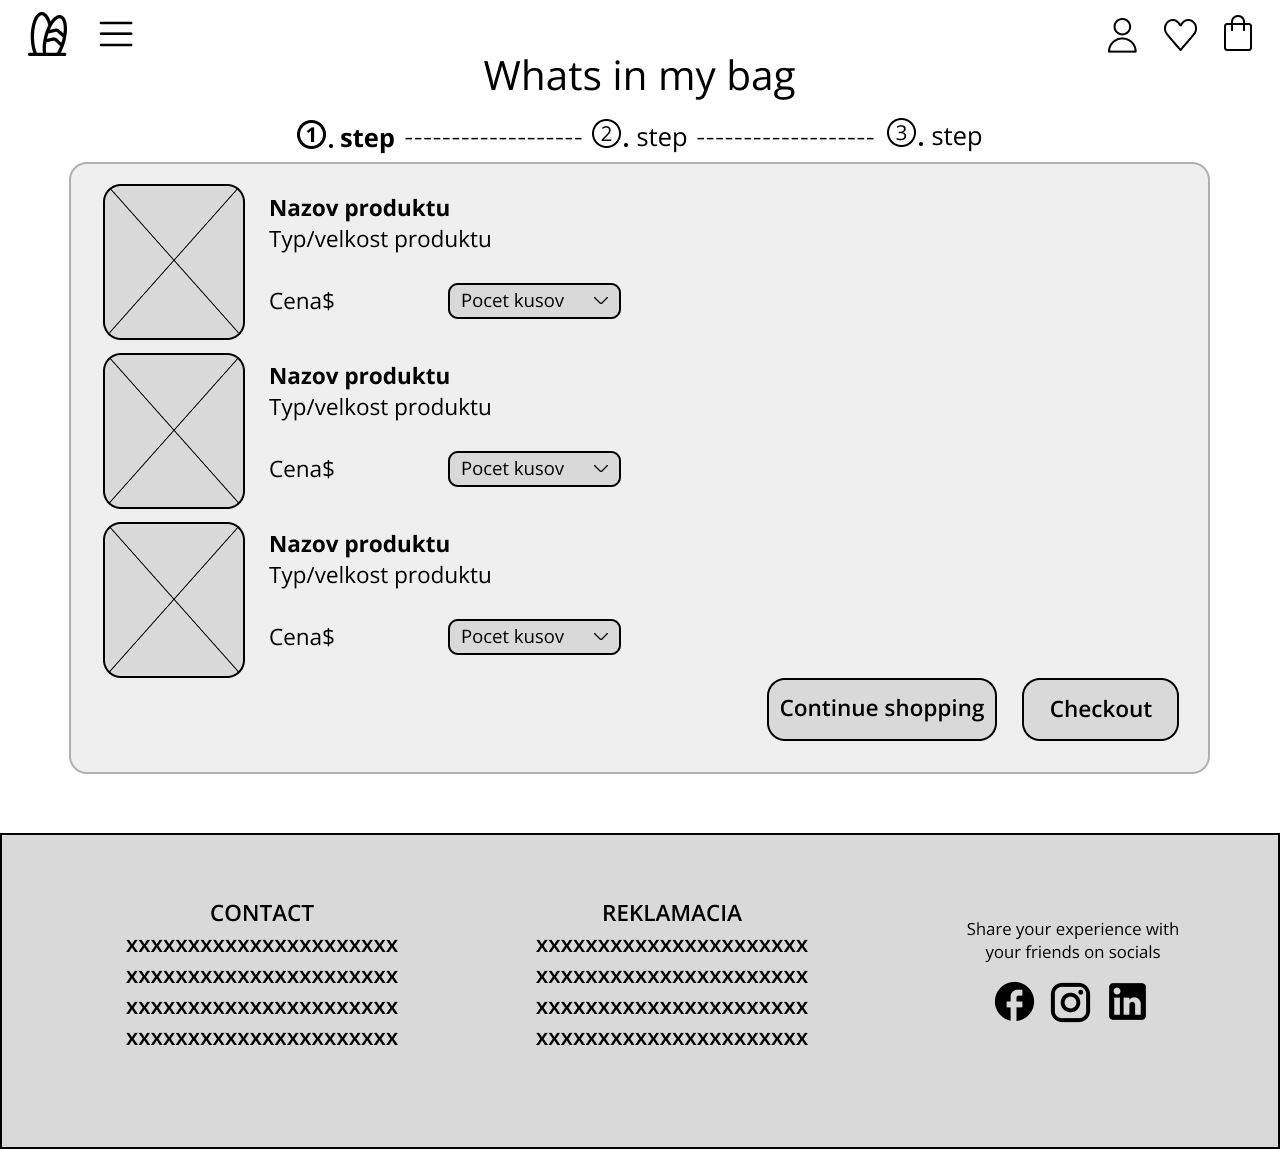 Whats in my bag
1. step ------------------- 2. step ------------------- 3. step
Nazov produktu
Typ/velkost produktu
Cena$ Pocet kusov
Nazov produktu
Typ/velkost produktu
Cena$ Pocet kusov
Nazov produktu
Typ/velkost produktu
Cena$ Pocet kusov
Continue shopping Checkout
CONTACT
xxxxxxxxxxxxxxxxxxxxxx
xxxxxxxxxxxxxxxxxxxxxx
xxxxxxxxxxxxxxxxxxxxxx
xxxxxxxxxxxxxxxxxxxxxx
REKLAMACIA
xxxxxxxxxxxxxxxxxxxxxx
xxxxxxxxxxxxxxxxxxxxxx
xxxxxxxxxxxxxxxxxxxxxx
xxxxxxxxxxxxxxxxxxxxxx
Share your experience with
your friends on socials